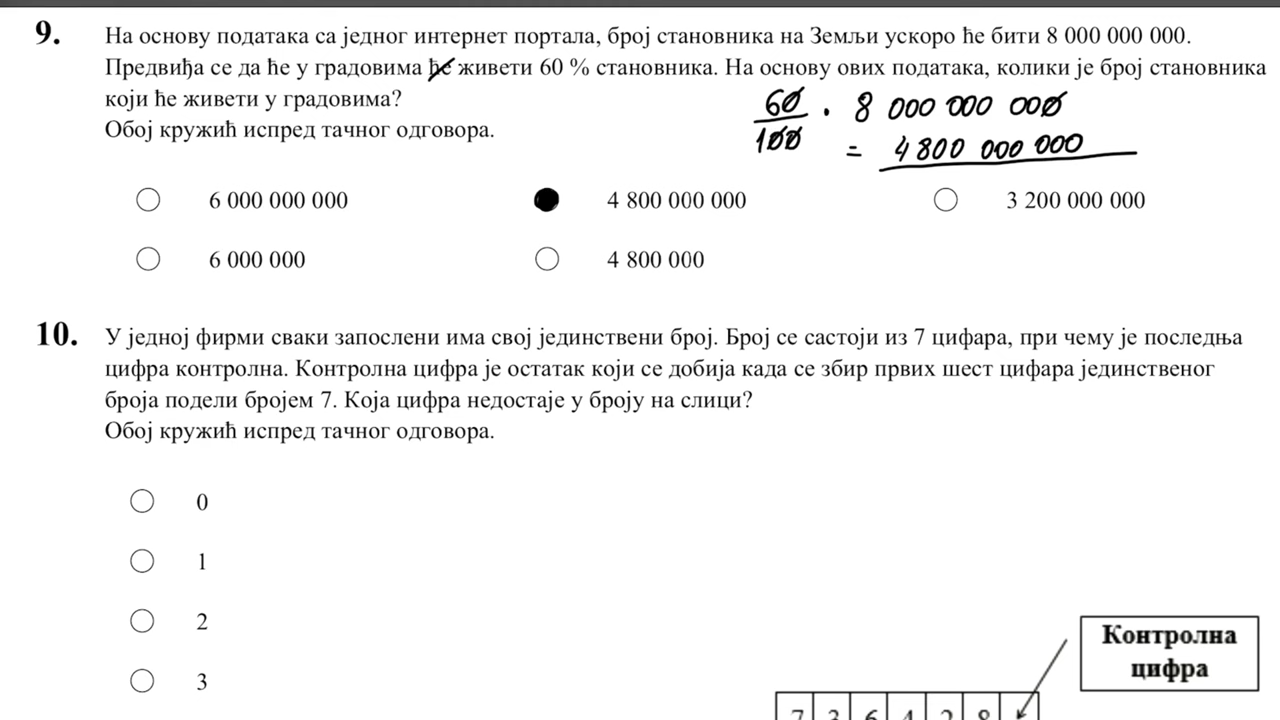 9. На основу података са једног интернет портала, број становника на Земљи ускоро ће бити 8 000 000 000.
Предвиђа се да ће у градовима ће живети 60 % становника. На основу ових података, колики је број становника
који ће живети у градовима?
Обој кружић испред тачног одговора.
60/100 · 8 000 000 000
= 4 800 000 000
6 000 000 000 4 800 000 000 3 200 000 000
6 000 000 4 800 000
10. У једној фирми сваки запослени има свој јединствени број. Број се састоји из 7 цифара, при чему је последња
цифра контролна. Контролна цифра је остатак који се добија када се збир првих шест цифара јединственог
броја подели бројем 7. Која цифра недостаје у броју на слици?
Обој кружић испред тачног одговора.
0
1
2
3
Контролна
цифра